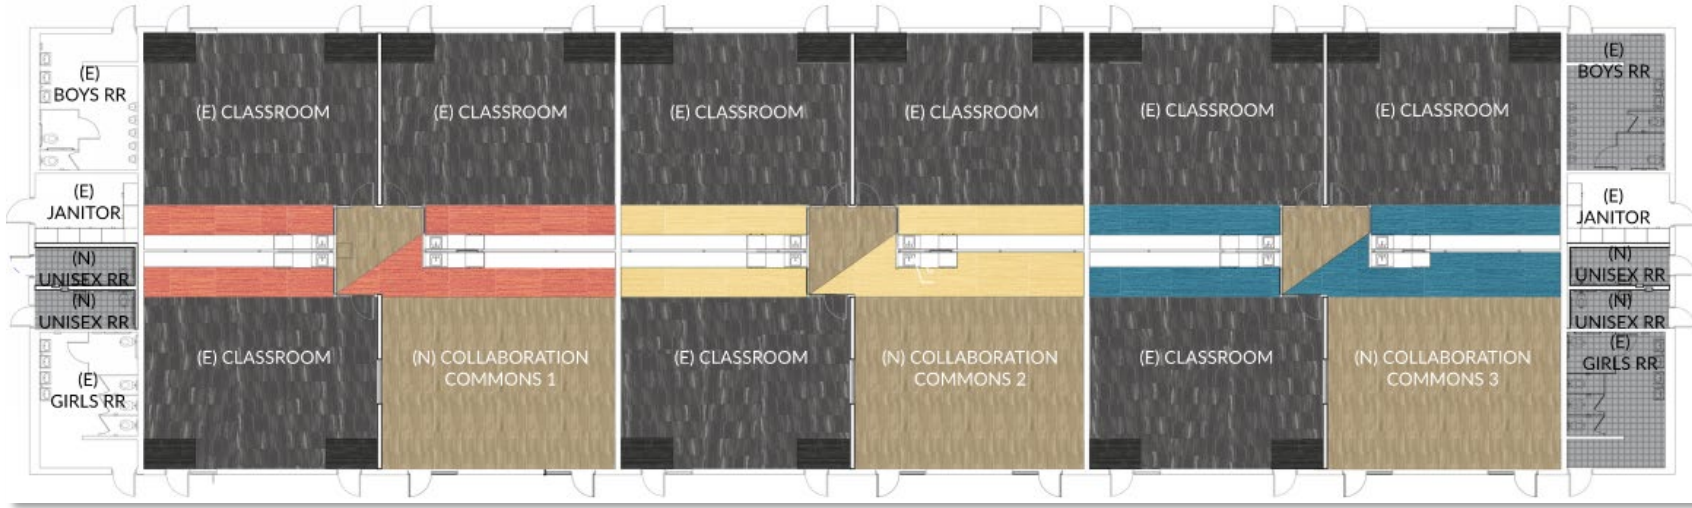 (E)
BOYS RR
(E) CLASSROOM
(E) CLASSROOM
(E) CLASSROOM
(E) CLASSROOM
(E) CLASSROOM
(E) CLASSROOM
(E)
BOYS RR
(E)
JANITOR
(E)
JANITOR
(N)
UNISEX RR
(N)
UNISEX RR
(N)
UNISEX RR
(N)
UNISEX RR
(E)
GIRLS RR
(E) CLASSROOM
(N) COLLABORATION
COMMONS 1
(E) CLASSROOM
(N) COLLABORATION
COMMONS 2
(E) CLASSROOM
(N) COLLABORATION
COMMONS 3
(E)
GIRLS RR